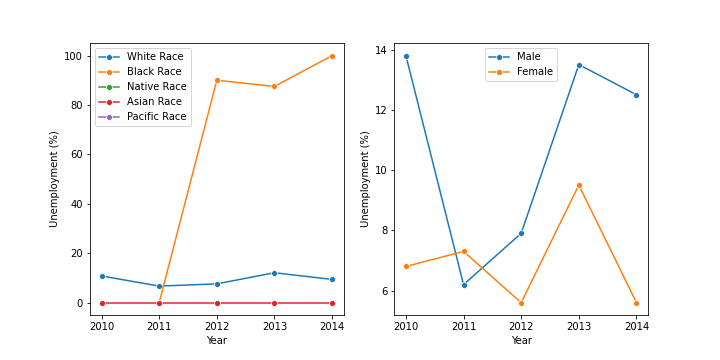 100
80
60
40
20
0
Unemployment (%)
White Race
Black Race
Native Race
Asian Race
Pacific Race
2010 2011 2012 2013 2014
Year
14
12
10
8
6
Unemployment (%)
Male
Female
2010 2011 2012 2013 2014
Year